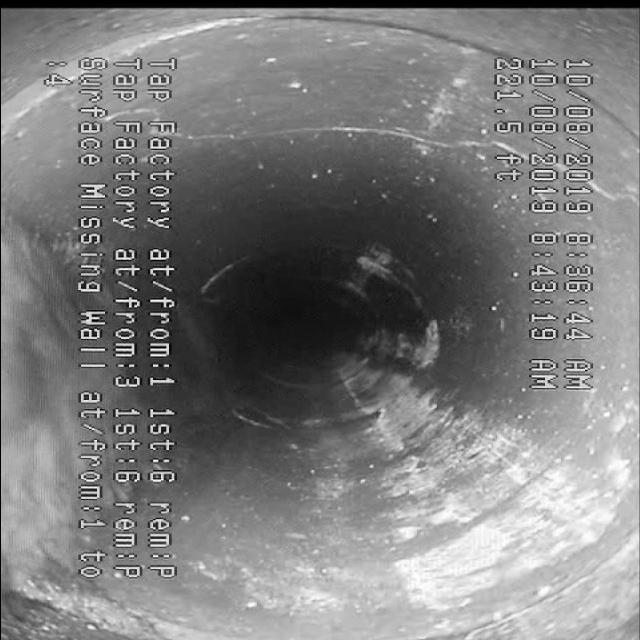 10/08/2019 8:36:44 AM
10/08/2019 8:43:19 AM
221.5 ft
Tap Factory at/from:1 1st:6 rem:P
Tap Factory at/from:3 1st:6 rem:P
Surface Missing Wall at/from:1 to
:4